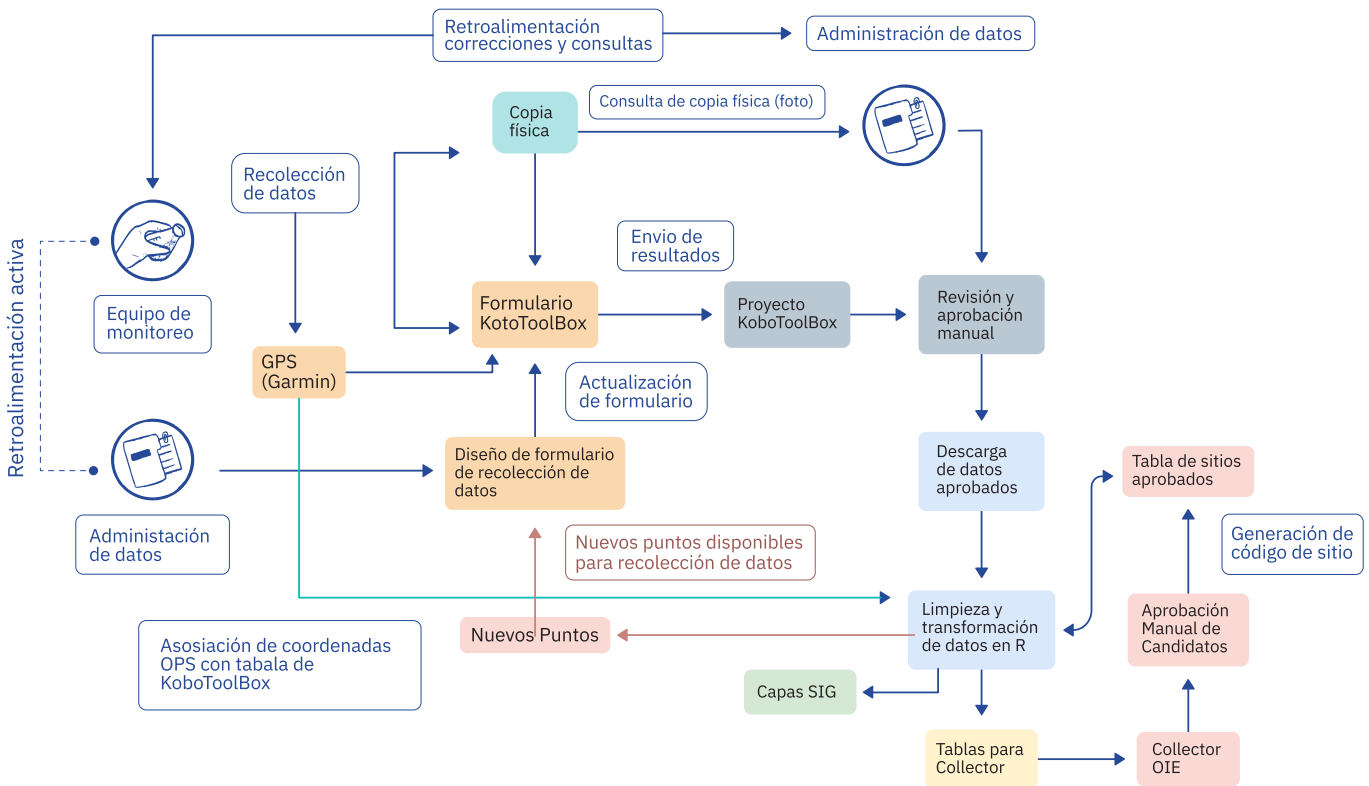 Retroalimentación
correcciones y consultas
Administración de datos
Copia
física
Consulta de copia física (foto)
Recolección
de datos
Retroalimentación activa
Equipo de
monitoreo
Envio de
resultados
Formulario
KotoToolBox
Proyecto
KoboToolBox
Revisión y
aprobación
manual
GPS
(Garmin)
Actualización
de formulario
Diseño de formulario
de recolección de
datos
Descarga
de datos
aprobados
Tabla de sitios
aprobados
Administación
de datos
Nuevos puntos disponibles
para recolección de datos
Generación de
código de sitio
Limpieza y
transformación
de datos en R
Aprobación
Manual de
Candidatos
Nuevos Puntos
Asosiación de coordenadas
OPS con tabala de
KoboToolBox
Capas SIG
Tablas para
Collector
Collector
OIE